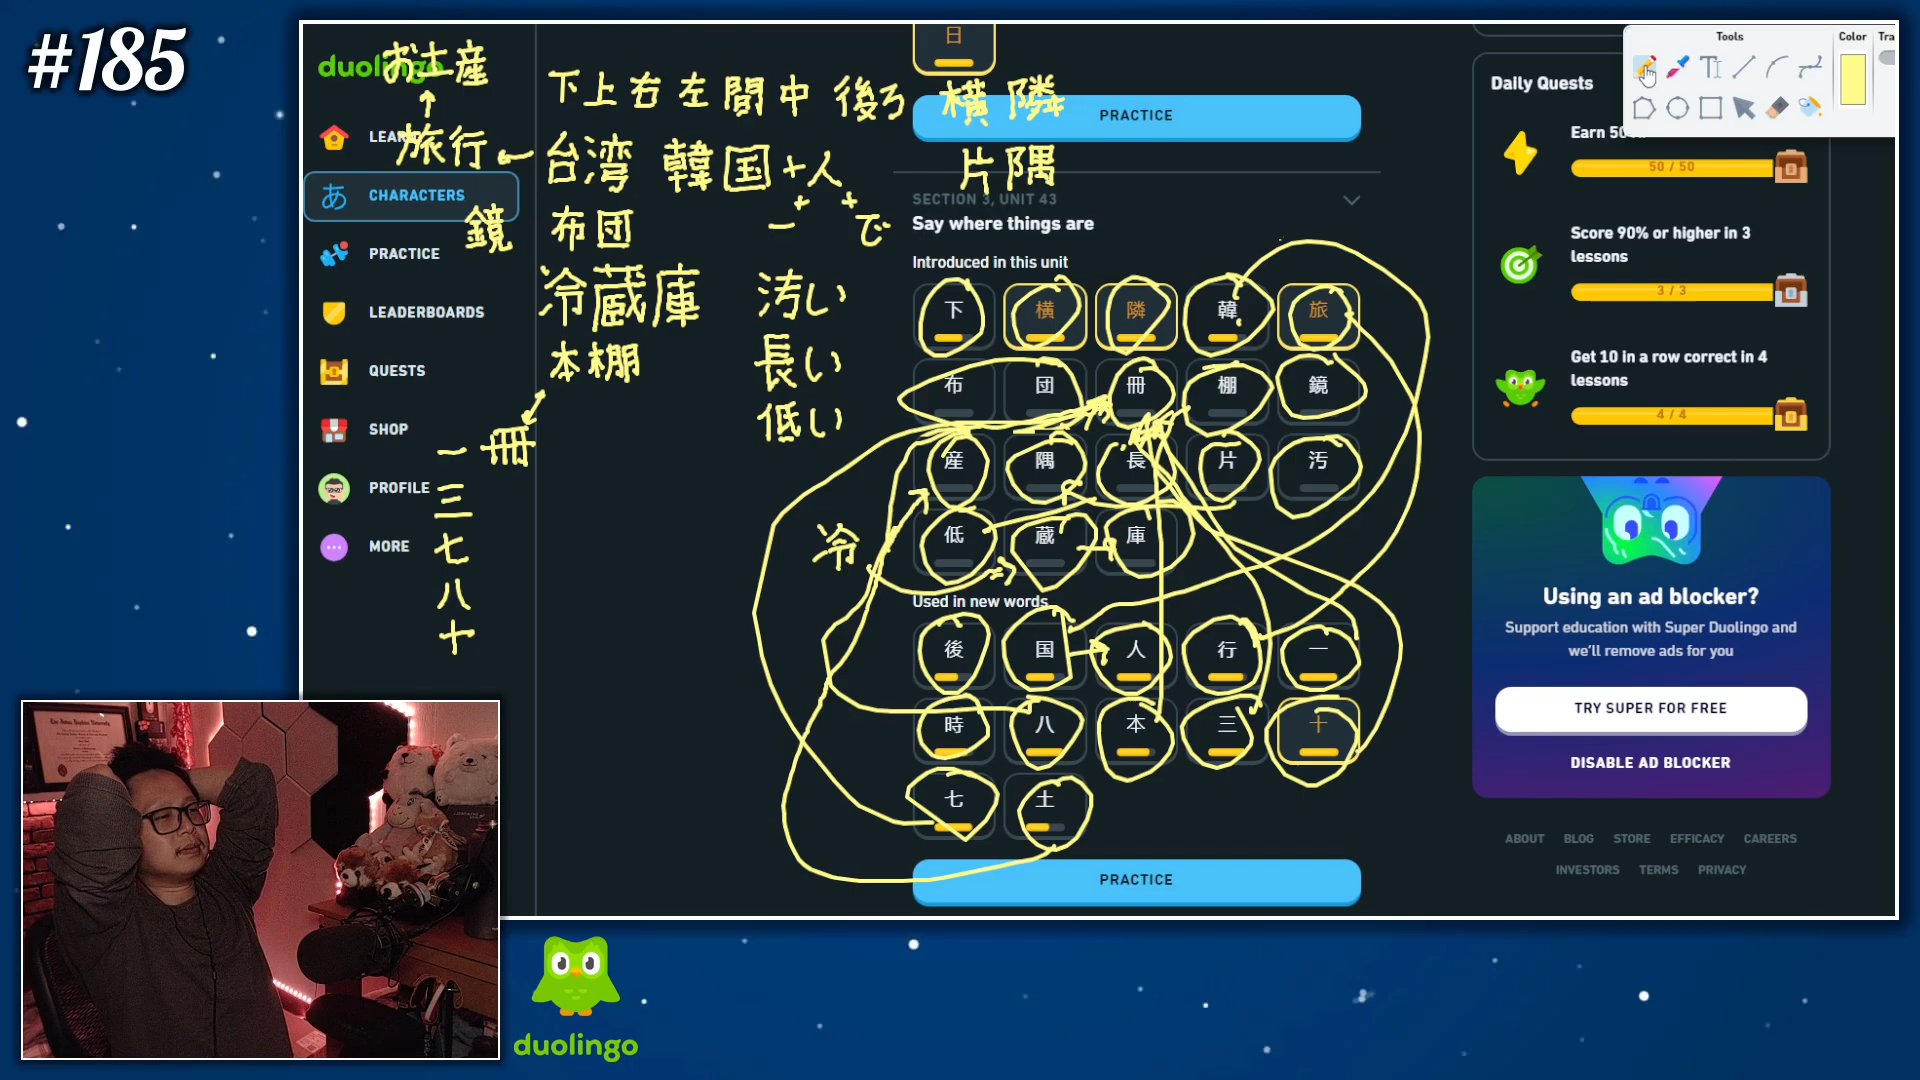 #185
duolingo
お土産
旅行
鏡
一冊
三
七
八
十
下上右左間中後ろ横隣
台湾 韓国+人 片隅
+ +
一 で
布団
冷蔵庫
本棚
汚い
長い
低い
冷
LEARN
CHARACTERS
PRACTICE
LEADERBOARDS
QUESTS
SHOP
PROFILE
MORE
日
PRACTICE
SECTION 3, UNIT 43
Say where things are
Introduced in this unit
下 横 隣 韓 旅
布 団 冊 棚 鏡
産 隅 長 片 汚
低 蔵 庫
Used in new words
後 国 人 行 一
時 八 本 三 十
七 土
PRACTICE
Tools
Color
Tra
Daily Quests
Earn
50 / 50
Score 90% or higher in 3
lessons
3 / 3
Get 10 in a row correct in 4
lessons
4 / 4
Using an ad blocker?
Support education with Super Duolingo and
we'll remove ads for you
TRY SUPER FOR FREE
DISABLE AD BLOCKER
ABOUT BLOG STORE EFFICACY CAREERS
INVESTORS TERMS PRIVACY
duolingo